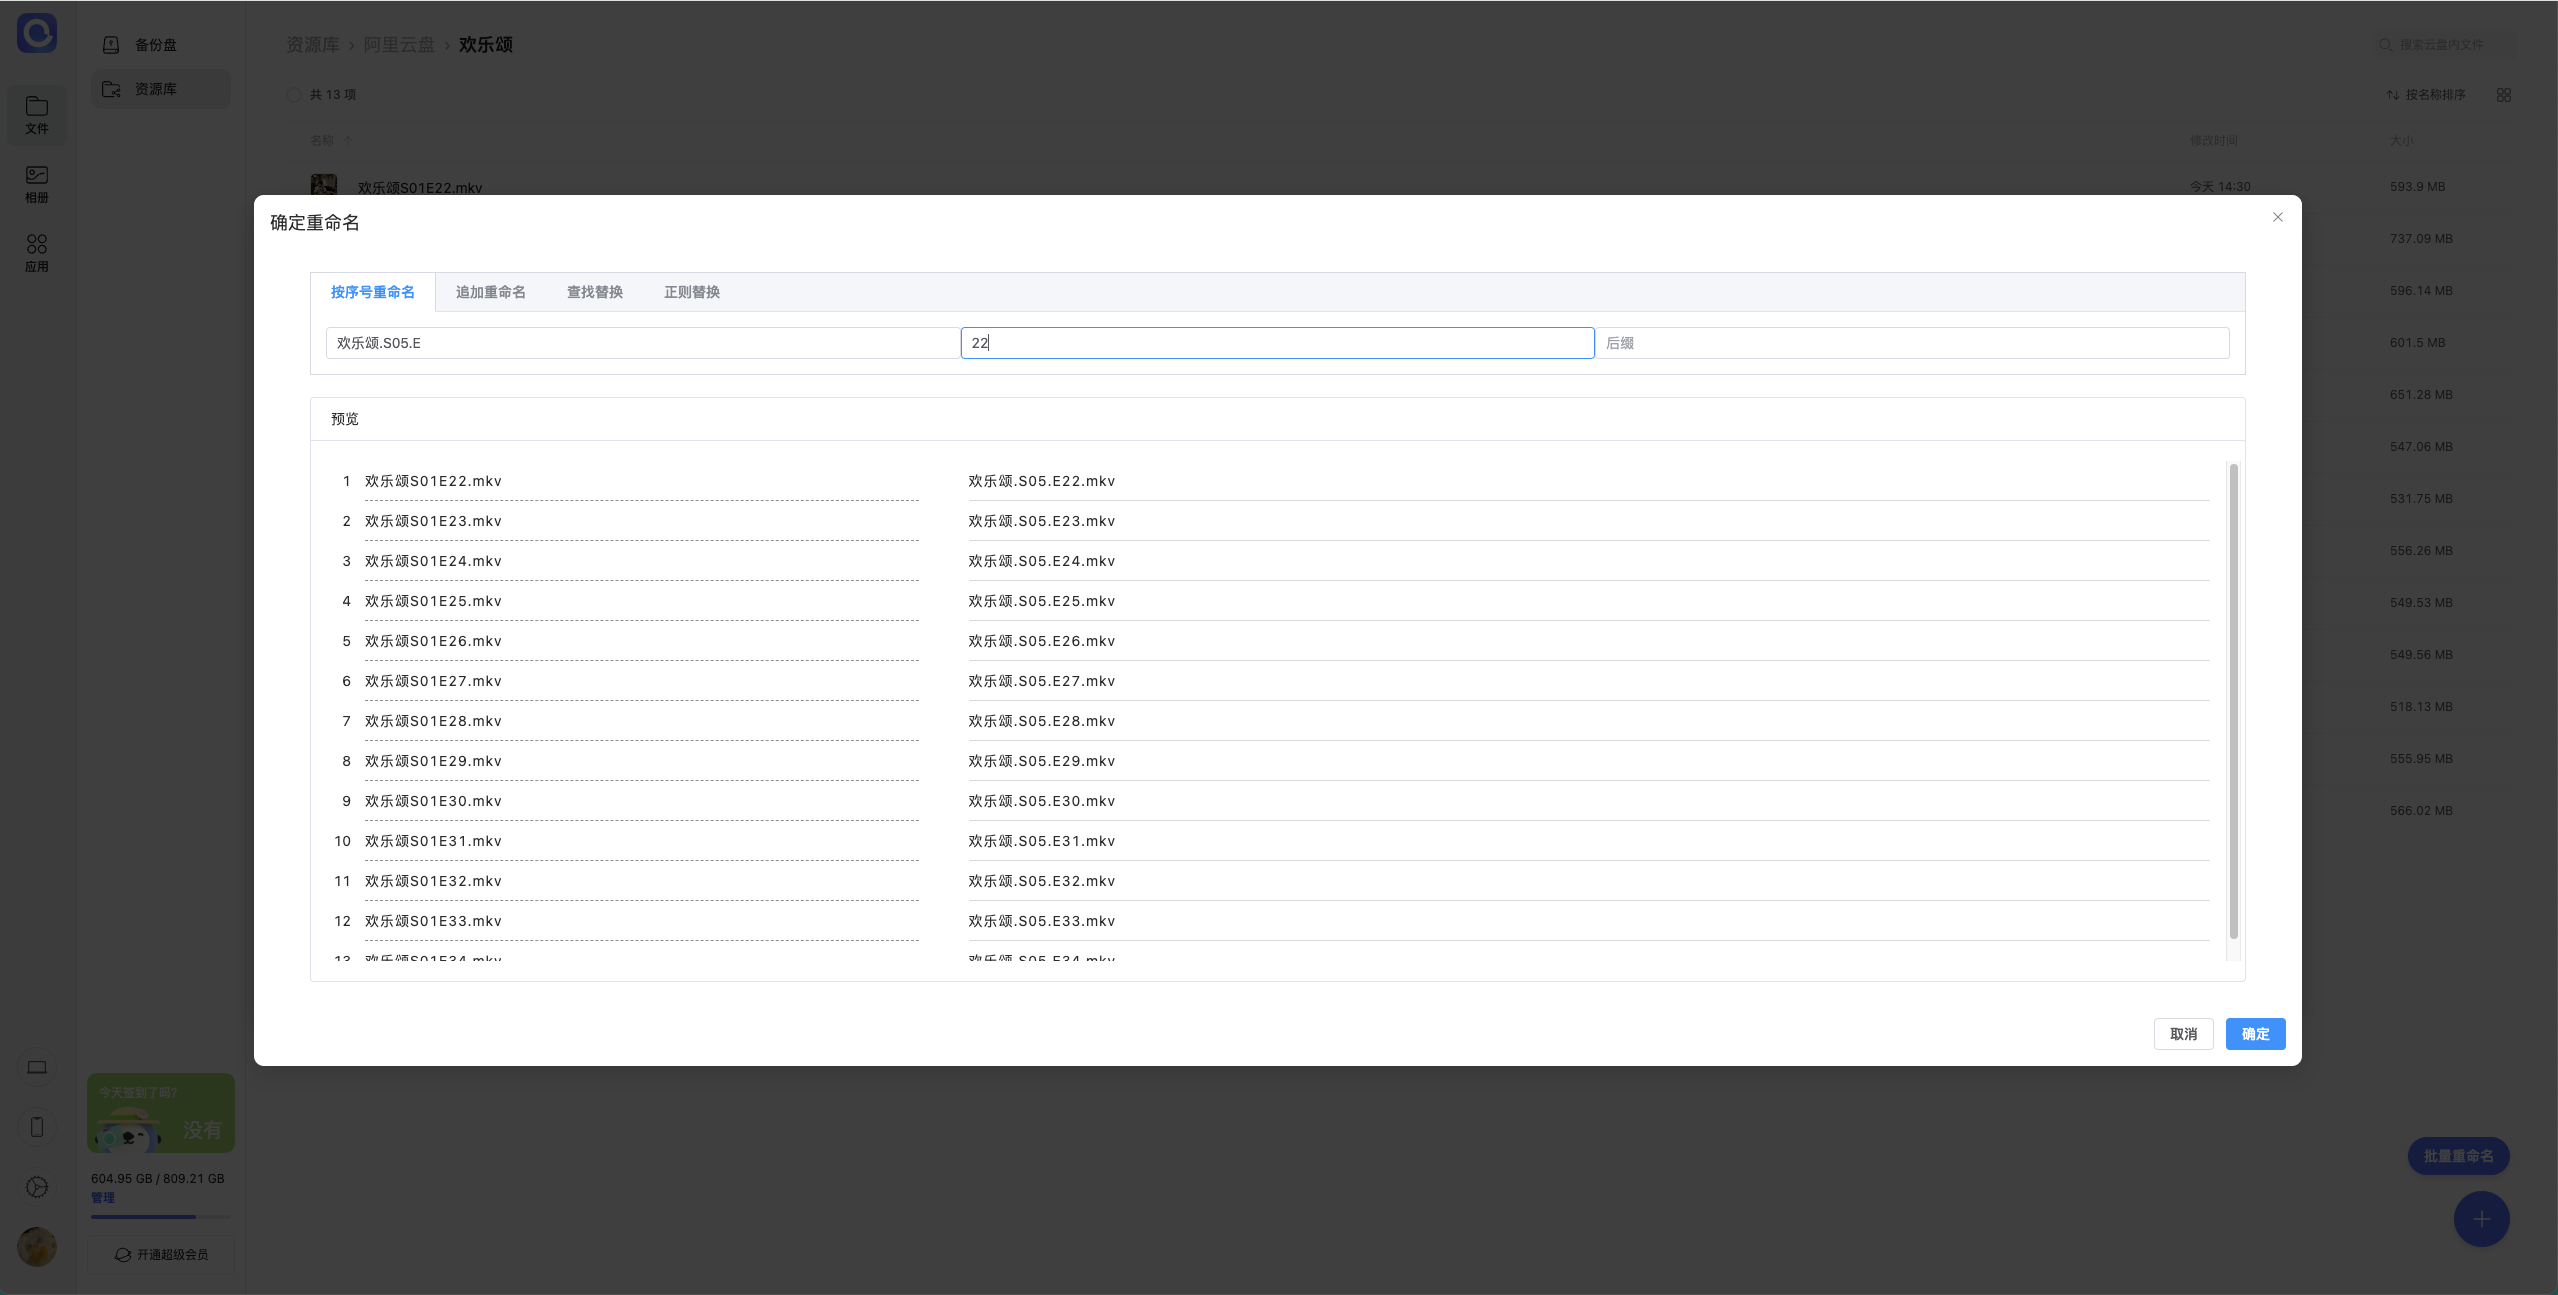 备份盘
资源库
文件
相册
应用
资源库 › 阿里云盘 › 欢乐颂
搜索云盘内文件
共 13 项
按名称排序
名称 修改时间 大小
欢乐颂S01E22.mkv 今天 14:30 593.9 MB
737.09 MB
596.14 MB
601.5 MB
651.28 MB
547.06 MB
531.75 MB
556.26 MB
549.53 MB
549.56 MB
518.13 MB
555.95 MB
566.02 MB
确定重命名
按序号重命名 追加重命名 查找替换 正则替换
欢乐颂.S05.E 22 后缀
预览
1 欢乐颂S01E22.mkv 欢乐颂.S05.E22.mkv
2 欢乐颂S01E23.mkv 欢乐颂.S05.E23.mkv
3 欢乐颂S01E24.mkv 欢乐颂.S05.E24.mkv
4 欢乐颂S01E25.mkv 欢乐颂.S05.E25.mkv
5 欢乐颂S01E26.mkv 欢乐颂.S05.E26.mkv
6 欢乐颂S01E27.mkv 欢乐颂.S05.E27.mkv
7 欢乐颂S01E28.mkv 欢乐颂.S05.E28.mkv
8 欢乐颂S01E29.mkv 欢乐颂.S05.E29.mkv
9 欢乐颂S01E30.mkv 欢乐颂.S05.E30.mkv
10 欢乐颂S01E31.mkv 欢乐颂.S05.E31.mkv
11 欢乐颂S01E32.mkv 欢乐颂.S05.E32.mkv
12 欢乐颂S01E33.mkv 欢乐颂.S05.E33.mkv
13 欢乐颂S01E34.mkv 欢乐颂.S05.E34.mkv
取消 确定
今天签到了吗?
没有
604.95 GB / 809.21 GB
管理
开通超级会员
批量重命名